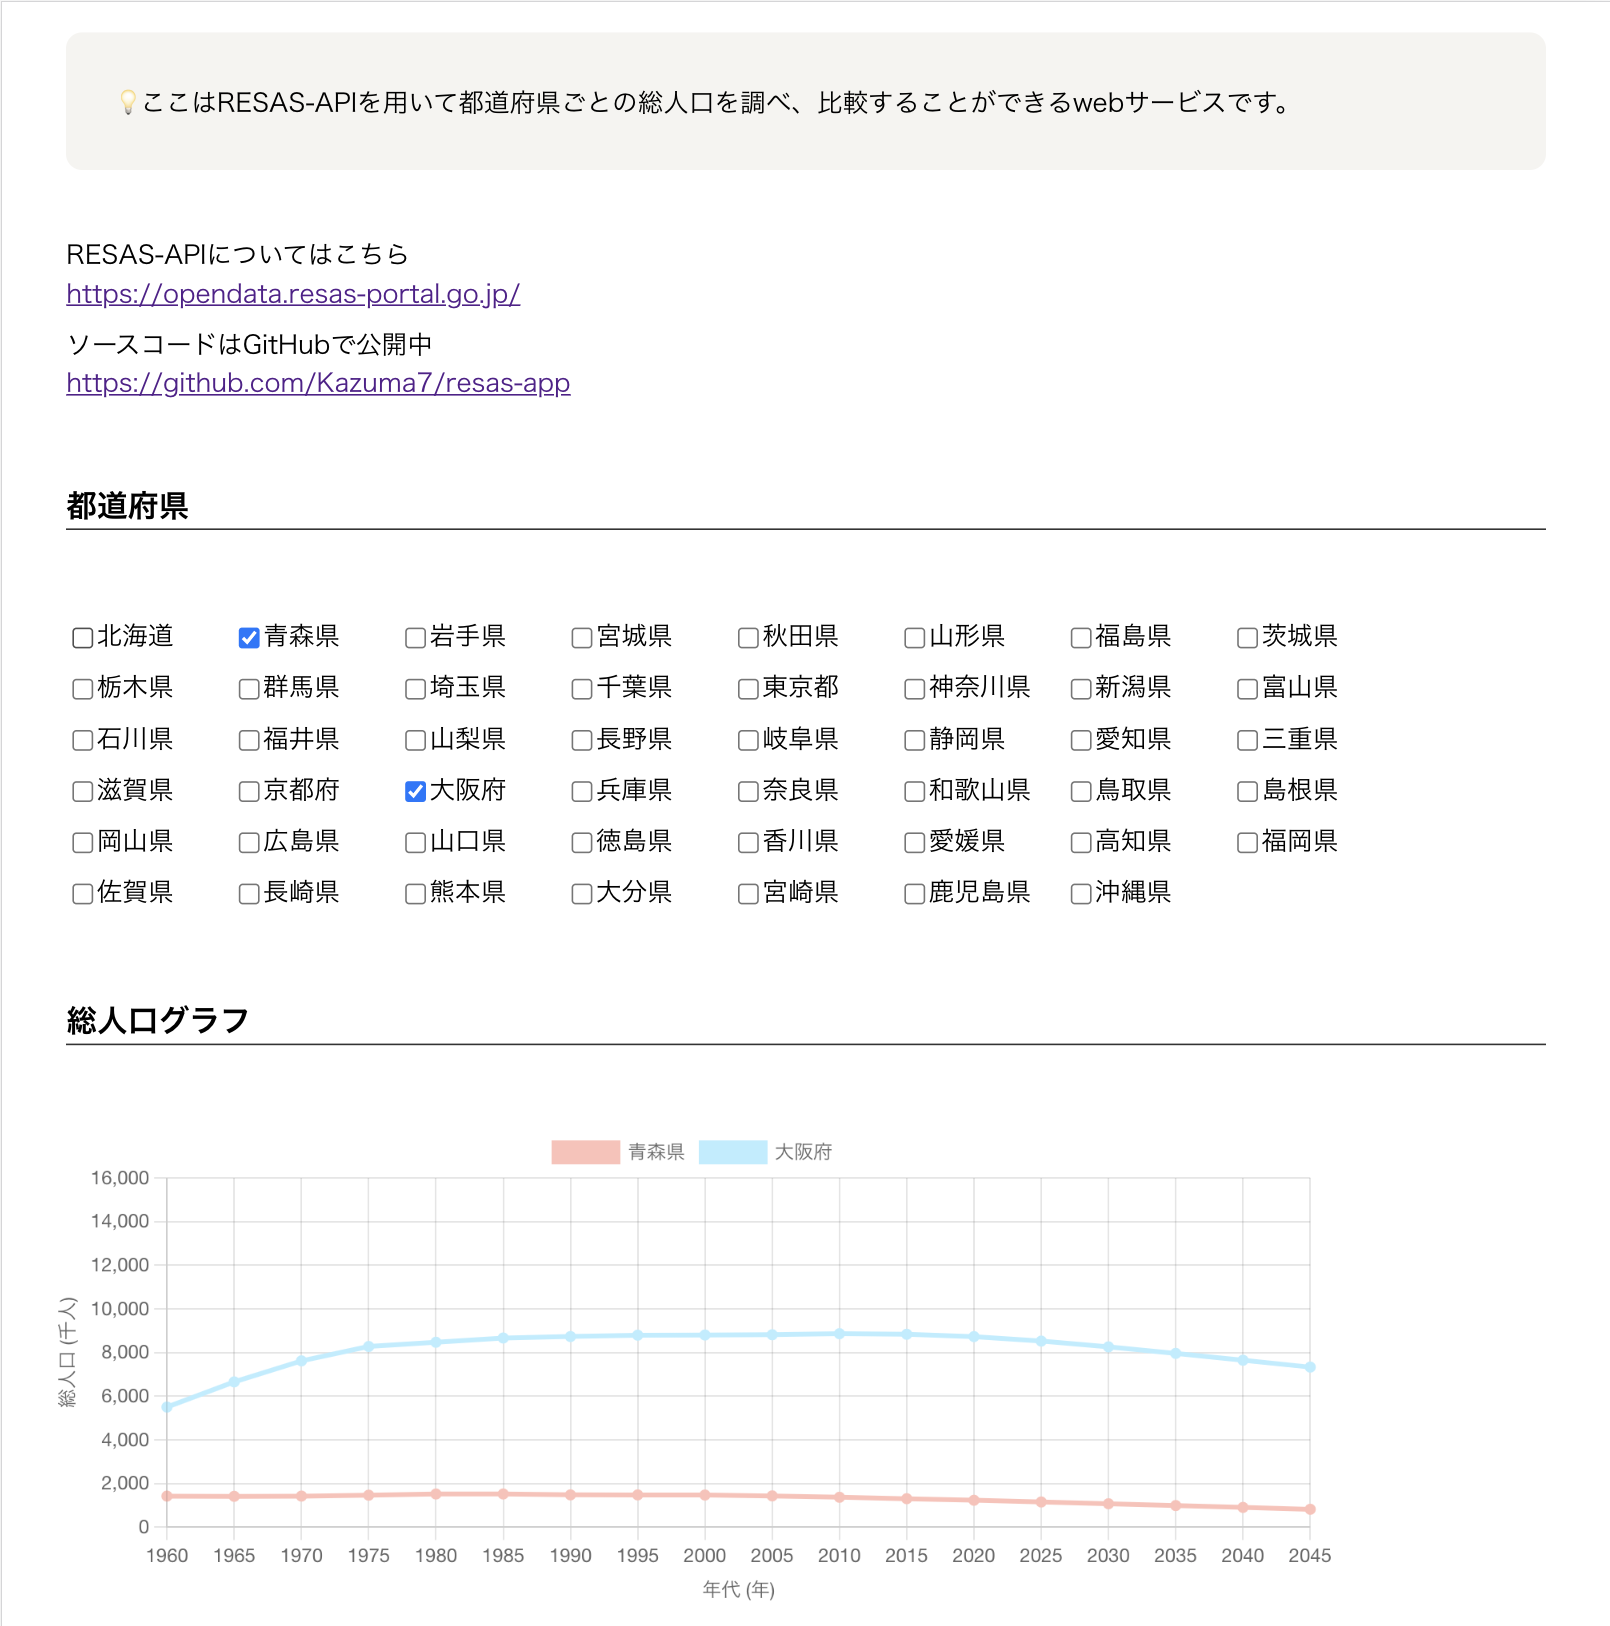 💡ここはRESAS-APIを用いて都道府県ごとの総人口を調べ、比較することができるwebサービスです。
RESAS-APIについてはこちら
https://opendata.resas-portal.go.jp/
ソースコードはGitHubで公開中
https://github.com/Kazuma7/resas-app
都道府県
北海道 青森県 岩手県 宮城県 秋田県 山形県 福島県 茨城県
栃木県 群馬県 埼玉県 千葉県 東京都 神奈川県 新潟県 富山県
石川県 福井県 山梨県 長野県 岐阜県 静岡県 愛知県 三重県
滋賀県 京都府 大阪府 兵庫県 奈良県 和歌山県 鳥取県 島根県
岡山県 広島県 山口県 徳島県 香川県 愛媛県 高知県 福岡県
佐賀県 長崎県 熊本県 大分県 宮崎県 鹿児島県 沖縄県
総人口グラフ
青森県 大阪府
総人口 (千人)
16,000
14,000
12,000
10,000
8,000
6,000
4,000
2,000
0
1960 1965 1970 1975 1980 1985 1990 1995 2000 2005 2010 2015 2020 2025 2030 2035 2040 2045
年代 (年)